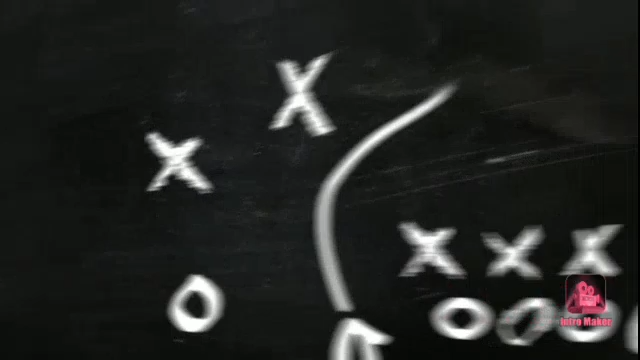 X
X
X X X
O O O O
Intro Maker